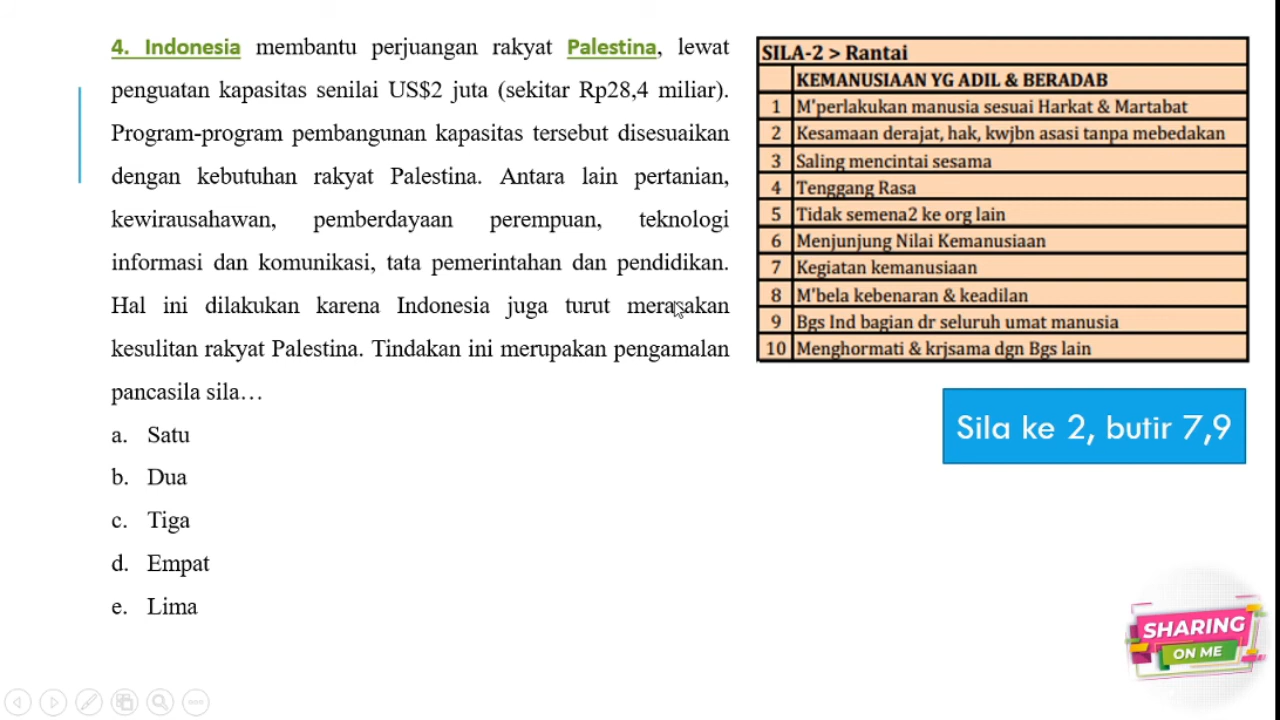 4. Indonesia membantu perjuangan rakyat Palestina, lewat
penguatan kapasitas senilai US$2 juta (sekitar Rp28,4 miliar).
Program-program pembangunan kapasitas tersebut disesuaikan
dengan kebutuhan rakyat Palestina. Antara lain pertanian,
kewirausahawan, pemberdayaan perempuan, teknologi
informasi dan komunikasi, tata pemerintahan dan pendidikan.
Hal ini dilakukan karena Indonesia juga turut merasakan
kesulitan rakyat Palestina. Tindakan ini merupakan pengamalan
pancasila sila…
a. Satu
b. Dua
c. Tiga
d. Empat
e. Lima
SILA-2 > Rantai
KEMANUSIAAN YG ADIL & BERADAB
1 M'perlakukan manusia sesuai Harkat & Martabat
2 Kesamaan derajat, hak, kwjbn asasi tanpa mebedakan
3 Saling mencintai sesama
4 Tenggang Rasa
5 Tidak semena2 ke org lain
6 Menjunjung Nilai Kemanusiaan
7 Kegiatan kemanusiaan
8 M'bela kebenaran & keadilan
9 Bgs Ind bagian dr seluruh umat manusia
10 Menghormati & krjsama dgn Bgs lain
Sila ke 2, butir 7,9
SHARING
ON ME